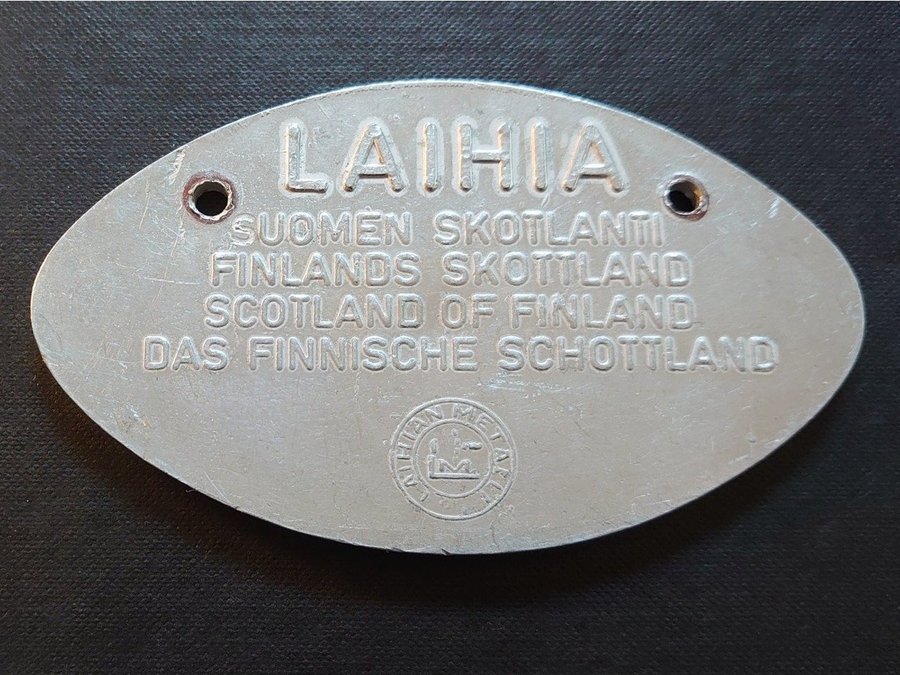 LAIHIA
SUOMEN SKOTLANTI
FINLANDS SKOTTLAND
SCOTLAND OF FINLAND
DAS FINNISCHE SCHOTTLAND
LAIHIAN METALLI